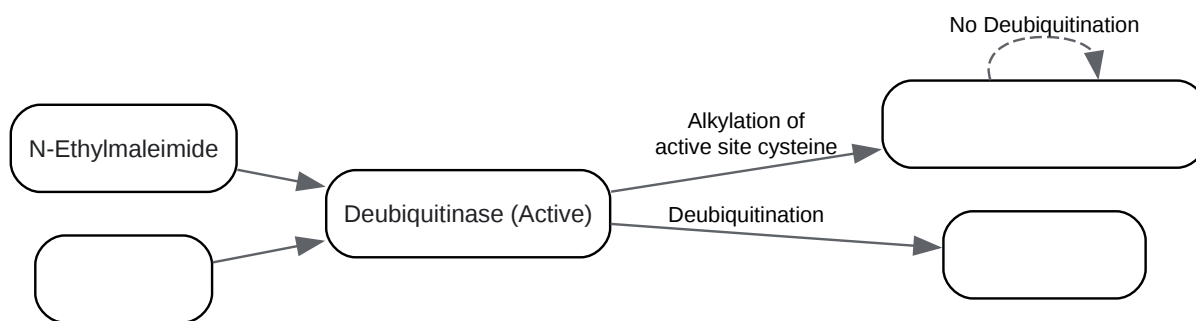 No Deubiquitination
N-Ethylmaleimide
Alkylation of
active site cysteine
Deubiquitinase (Active)
Deubiquitination